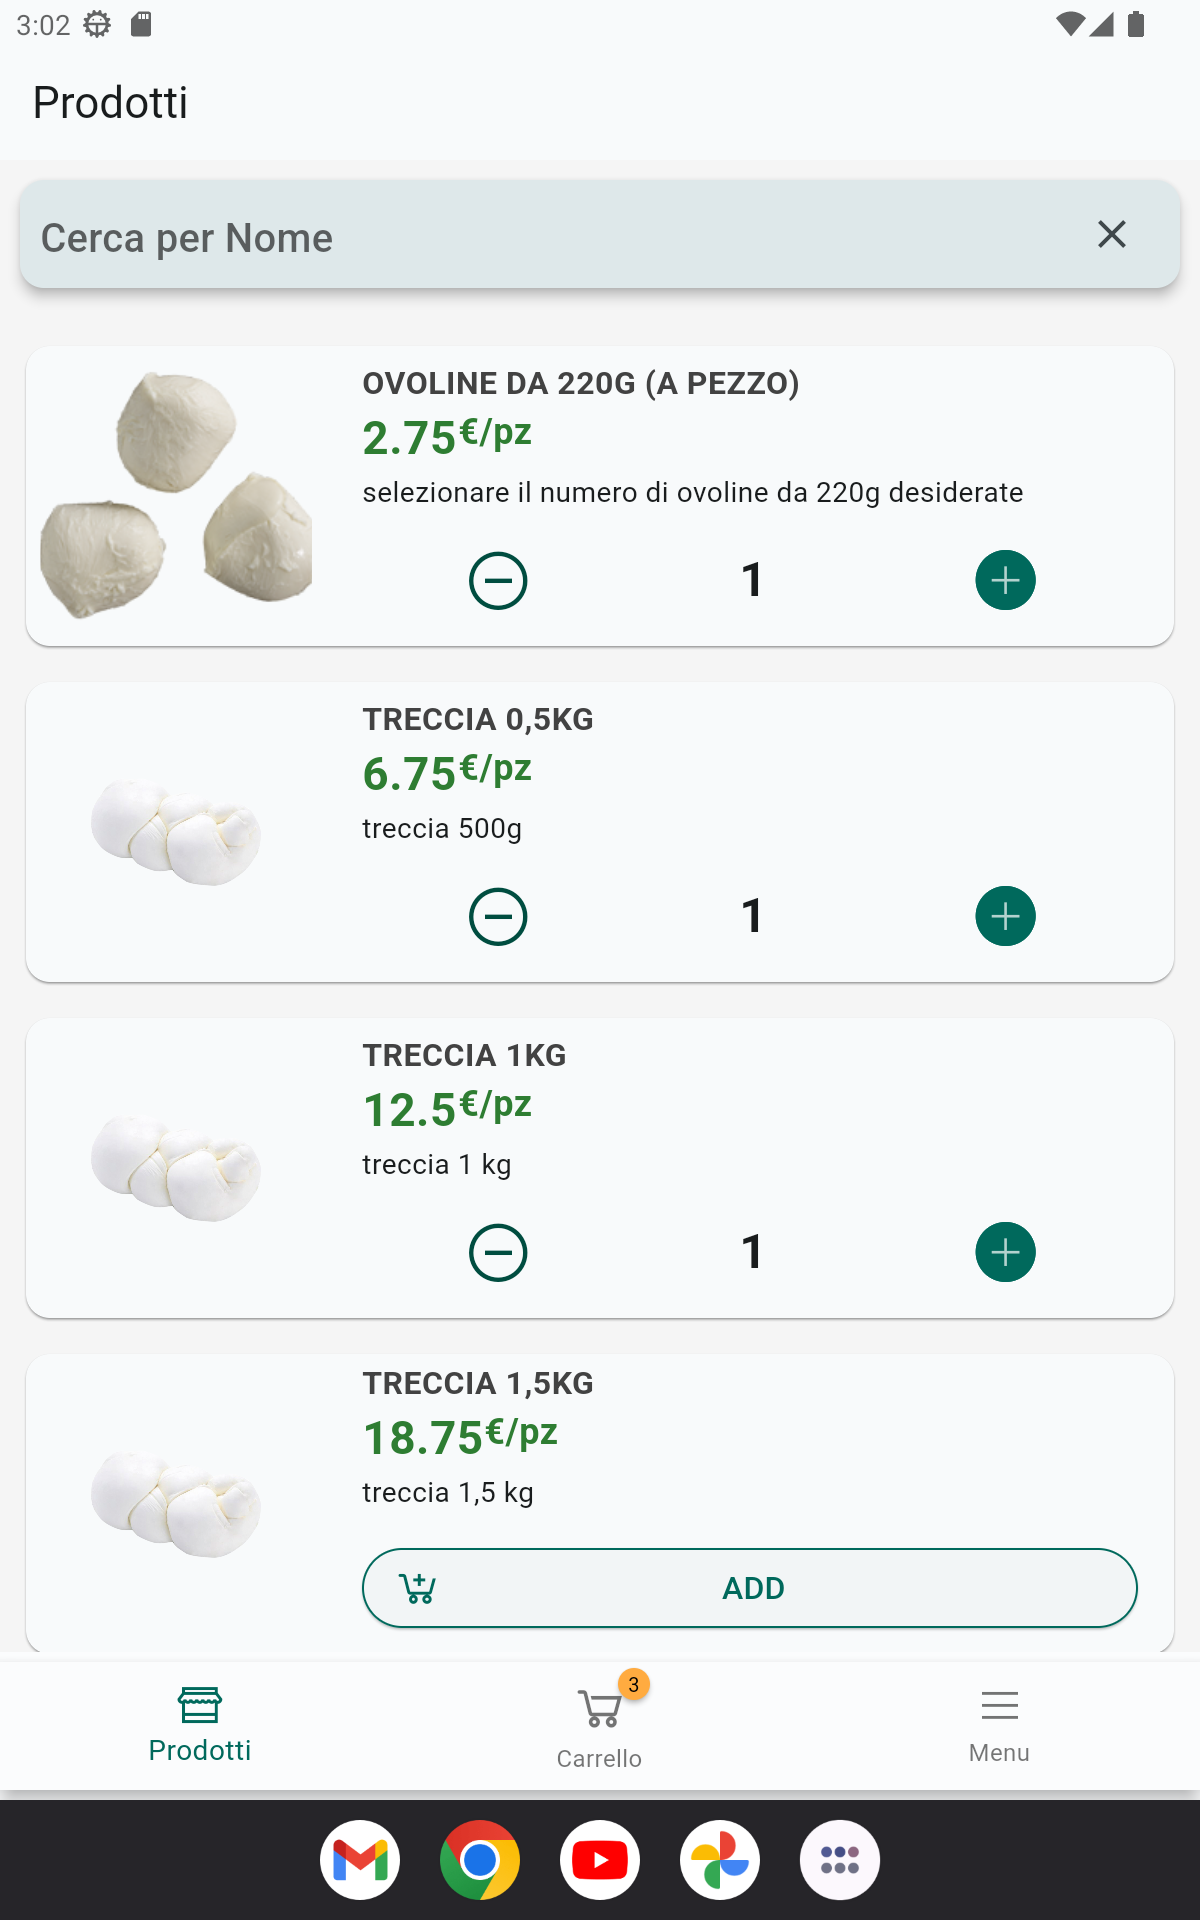 3:02
Prodotti
Cerca per Nome
OVOLINE DA 220G (A PEZZO)
2.75€/pz
selezionare il numero di ovoline da 220g desiderate
1
TRECCIA 0,5KG
6.75€/pz
treccia 500g
1
TRECCIA 1KG
12.5€/pz
treccia 1 kg
1
TRECCIA 1,5KG
18.75€/pz
treccia 1,5 kg
ADD
3
Prodotti
Carrello
Menu